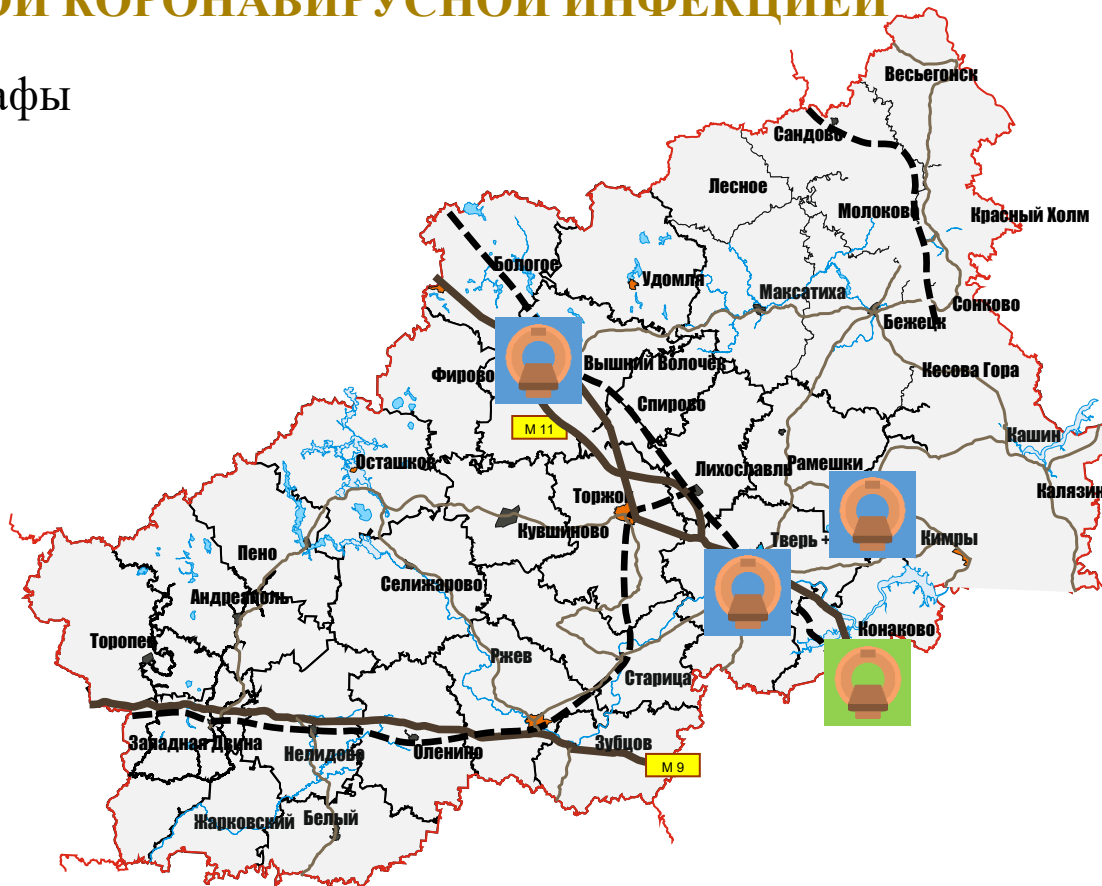 ОЙ КОРОНАВИРУСНОЙ ИНФЕКЦИЕЙ
афы
Весьегонск
Сандово
Лесное
Молоково
Красный Холм
Бологое
Удомля
Максатиха
Сонково
Бежецк
Вышний Волочек
Фирово
Кесова Гора
Спирово
М 11
Кашин
Осташков
Лихославль
Рамешки
Калязин
Торжок
Кувшиново
Тверь +
Кимры
Пено
Селижарово
Андреаполь
Конаково
Торопец
Ржев
Старица
Западная Двина
Нелидово
Оленино
Зубцов
М 9
Жарковский
Белый